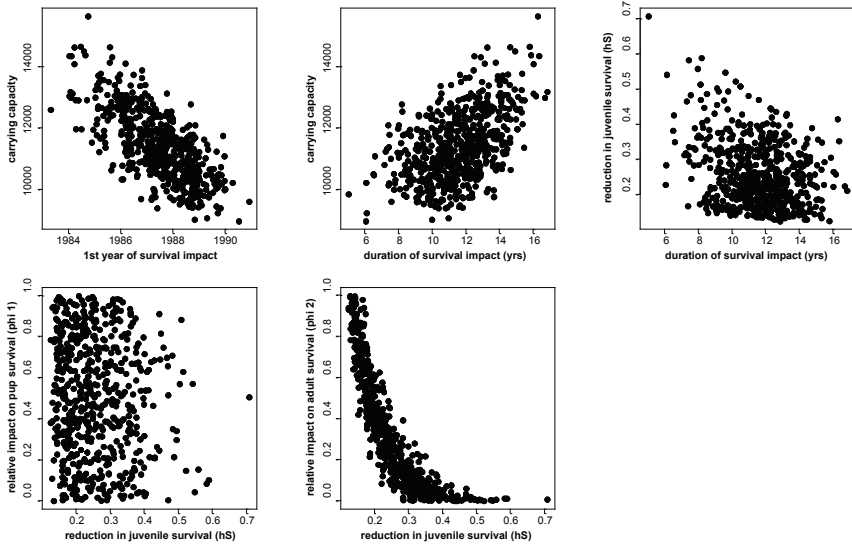 carrying capacity
14000
12000
10000
1984 1986 1988 1990
1st year of survival impact
carrying capacity
14000
12000
10000
6 8 10 12 14 16
duration of survival impact (yrs)
reduction in juvenile survival (hS)
0.7
0.6
0.5
0.4
0.3
0.2
6 8 10 12 14 16
duration of survival impact (yrs)
relative impact on pup survival (phi 1)
1.0
0.8
0.6
0.4
0.2
0.0
0.2 0.3 0.4 0.5 0.6 0.7
reduction in juvenile survival (hS)
relative impact on adult survival (phi 2)
1.0
0.8
0.6
0.4
0.2
0.0
0.2 0.3 0.4 0.5 0.6 0.7
reduction in juvenile survival (hS)